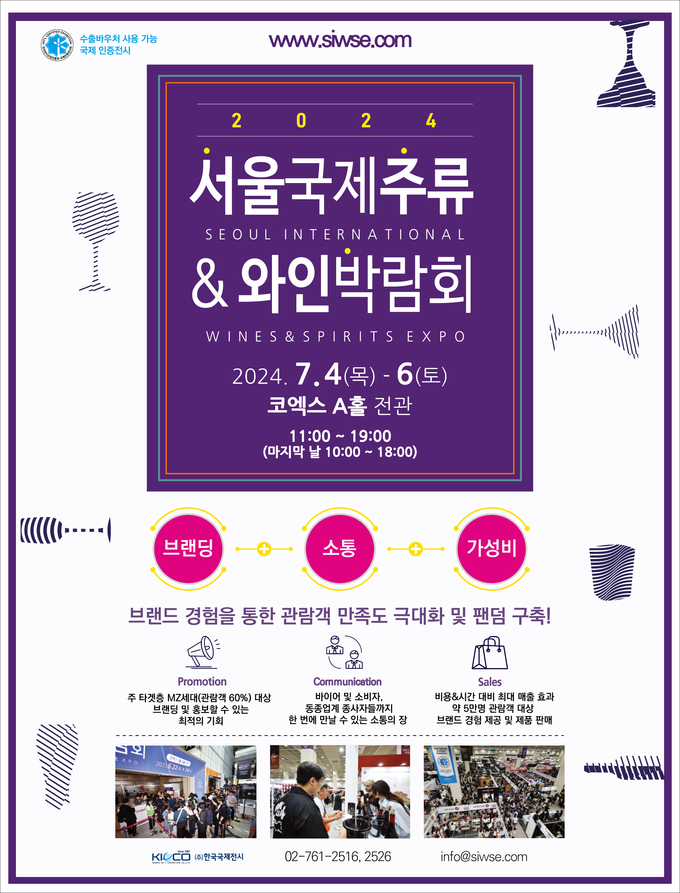 수출바우처 사용 가능
국제 인증전시
www.siwse.com
2024
서울국제주류
SEOUL INTERNATIONAL
& 와인박람회
WINES&SPIRITS EXPO
2024. 7.4(목) - 6(토)
코엑스 A홀 전관
11:00 ~ 19:00
(마지막 날 10:00 ~ 18:00)
브랜딩 + 소통 + 가성비
브랜드 경험을 통한 관람객 만족도 극대화 및 팬덤 구축!
Promotion
주 타겟층 MZ세대(관람객 60%) 대상
브랜딩 및 홍보할 수 있는
최적의 기회
Communication
바이어 및 소비자,
동종업계 종사자들까지
한 번에 만날 수 있는 소통의 장
Sales
비용&시간 대비 최대 매출 효과
약 5만명 관람객 대상
브랜드 경험 제공 및 제품 판매
KIECO (주)한국국제전시
02-761-2516, 2526
info@siwse.com